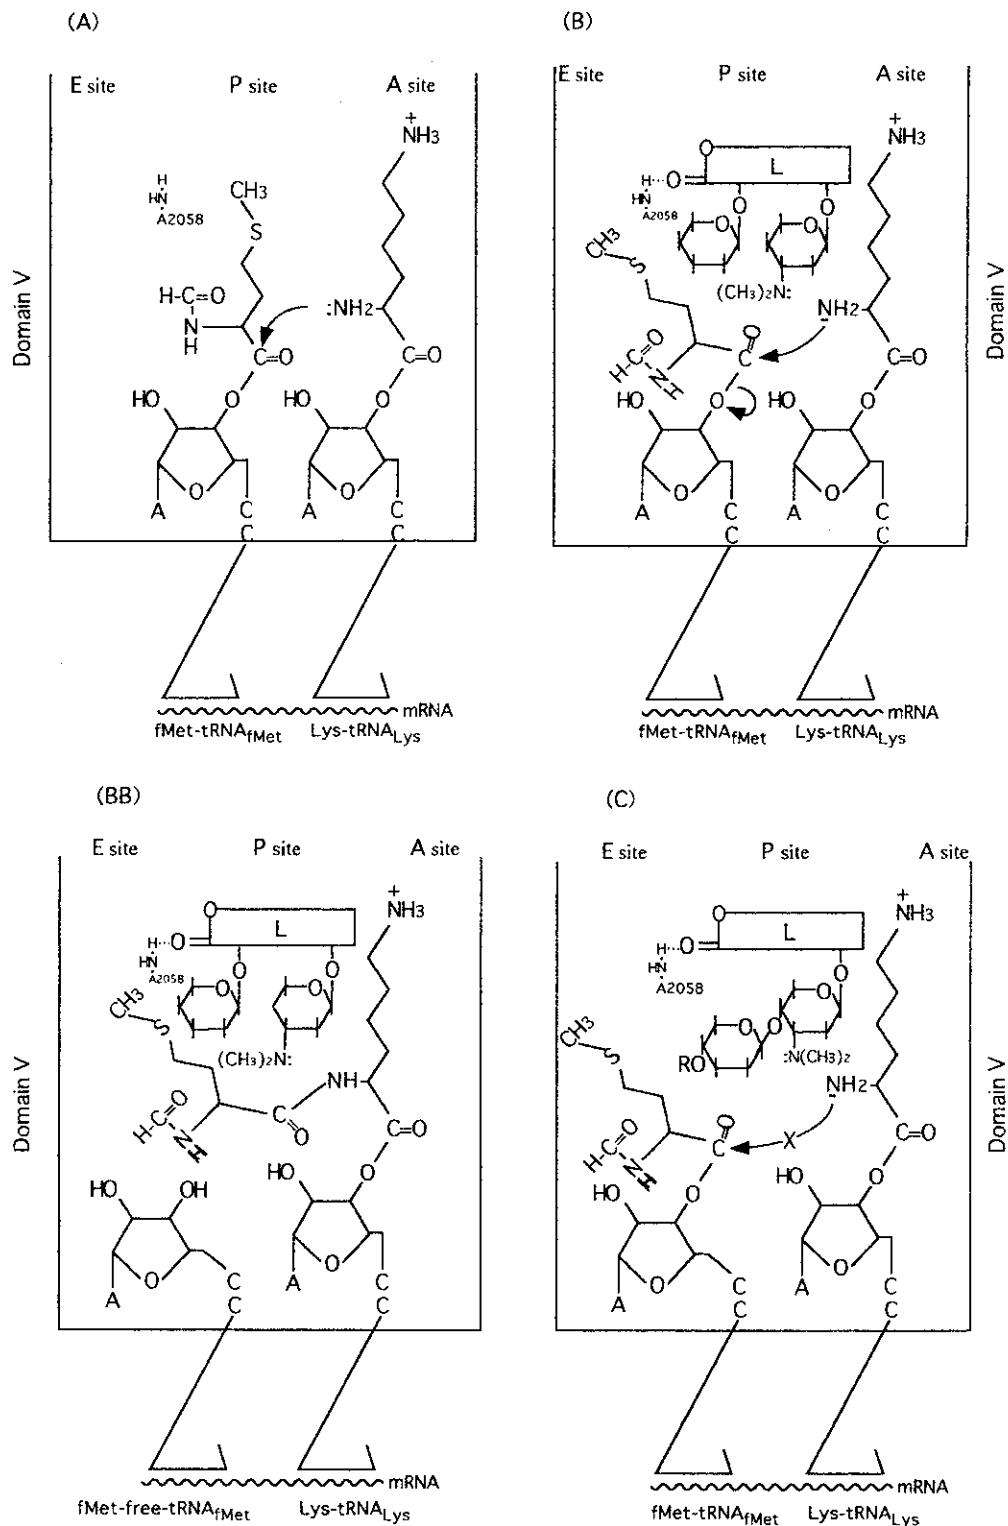 (A)
E site P site A site
+
NH3
H
HN
A2058
CH3
S
H-C=O
N
H
:NH2
C=O
C=O
HO
O
HO
O
O
O
A
C
C
A
C
C
Domain V
mRNA
fMet-tRNAfMet Lys-tRNALys
(B)
E site P site A site
+
NH3
O
L
H···O
HN
A2058
O
O
O
O
CH3
S
(CH3)2N:
NH2
O
C
C=O
H-C=O
N-H
HO
O
HO
O
O
O
A
C
C
A
C
C
Domain V
mRNA
fMet-tRNAfMet Lys-tRNALys
(BB)
E site P site A site
+
NH3
O
L
H···O
HN
A2058
O
O
O
O
CH3
S
(CH3)2N:
NH
C=O
C=O
H-C=O
N-H
HO
OH
HO
O
O
O
A
C
C
A
C
C
Domain V
mRNA
fMet-free-tRNAfMet Lys-tRNALys
(C)
E site P site A site
+
NH3
O
L
H···O
HN
A2058
O
O
O
O
RO
:N(CH3)2
CH3
S
NH2
O
C
X
C=O
H-C=O
N-H
HO
O
HO
O
O
O
A
C
C
A
C
C
Domain V
mRNA
fMet-tRNAfMet Lys-tRNALys